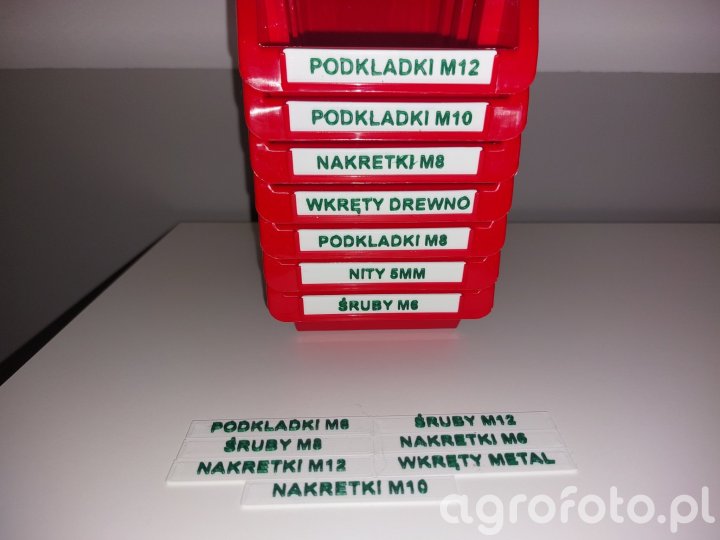 PODKLADKI M12
PODKLADKI M10
NAKRETKI M8
WKRĘTY DREWNO
PODKLADKI M8
NITY 5MM
ŚRUBY M6
PODKLADKI M6
ŚRUBY M12
ŚRUBY M8
NAKRETKI M6
NAKRETKI M12
WKRĘTY METAL
NAKRETKI M10
agrofoto.pl